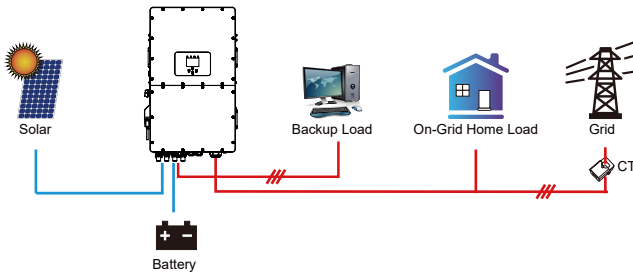 Solar
Backup Load
On-Grid Home Load
Grid
CT
Battery